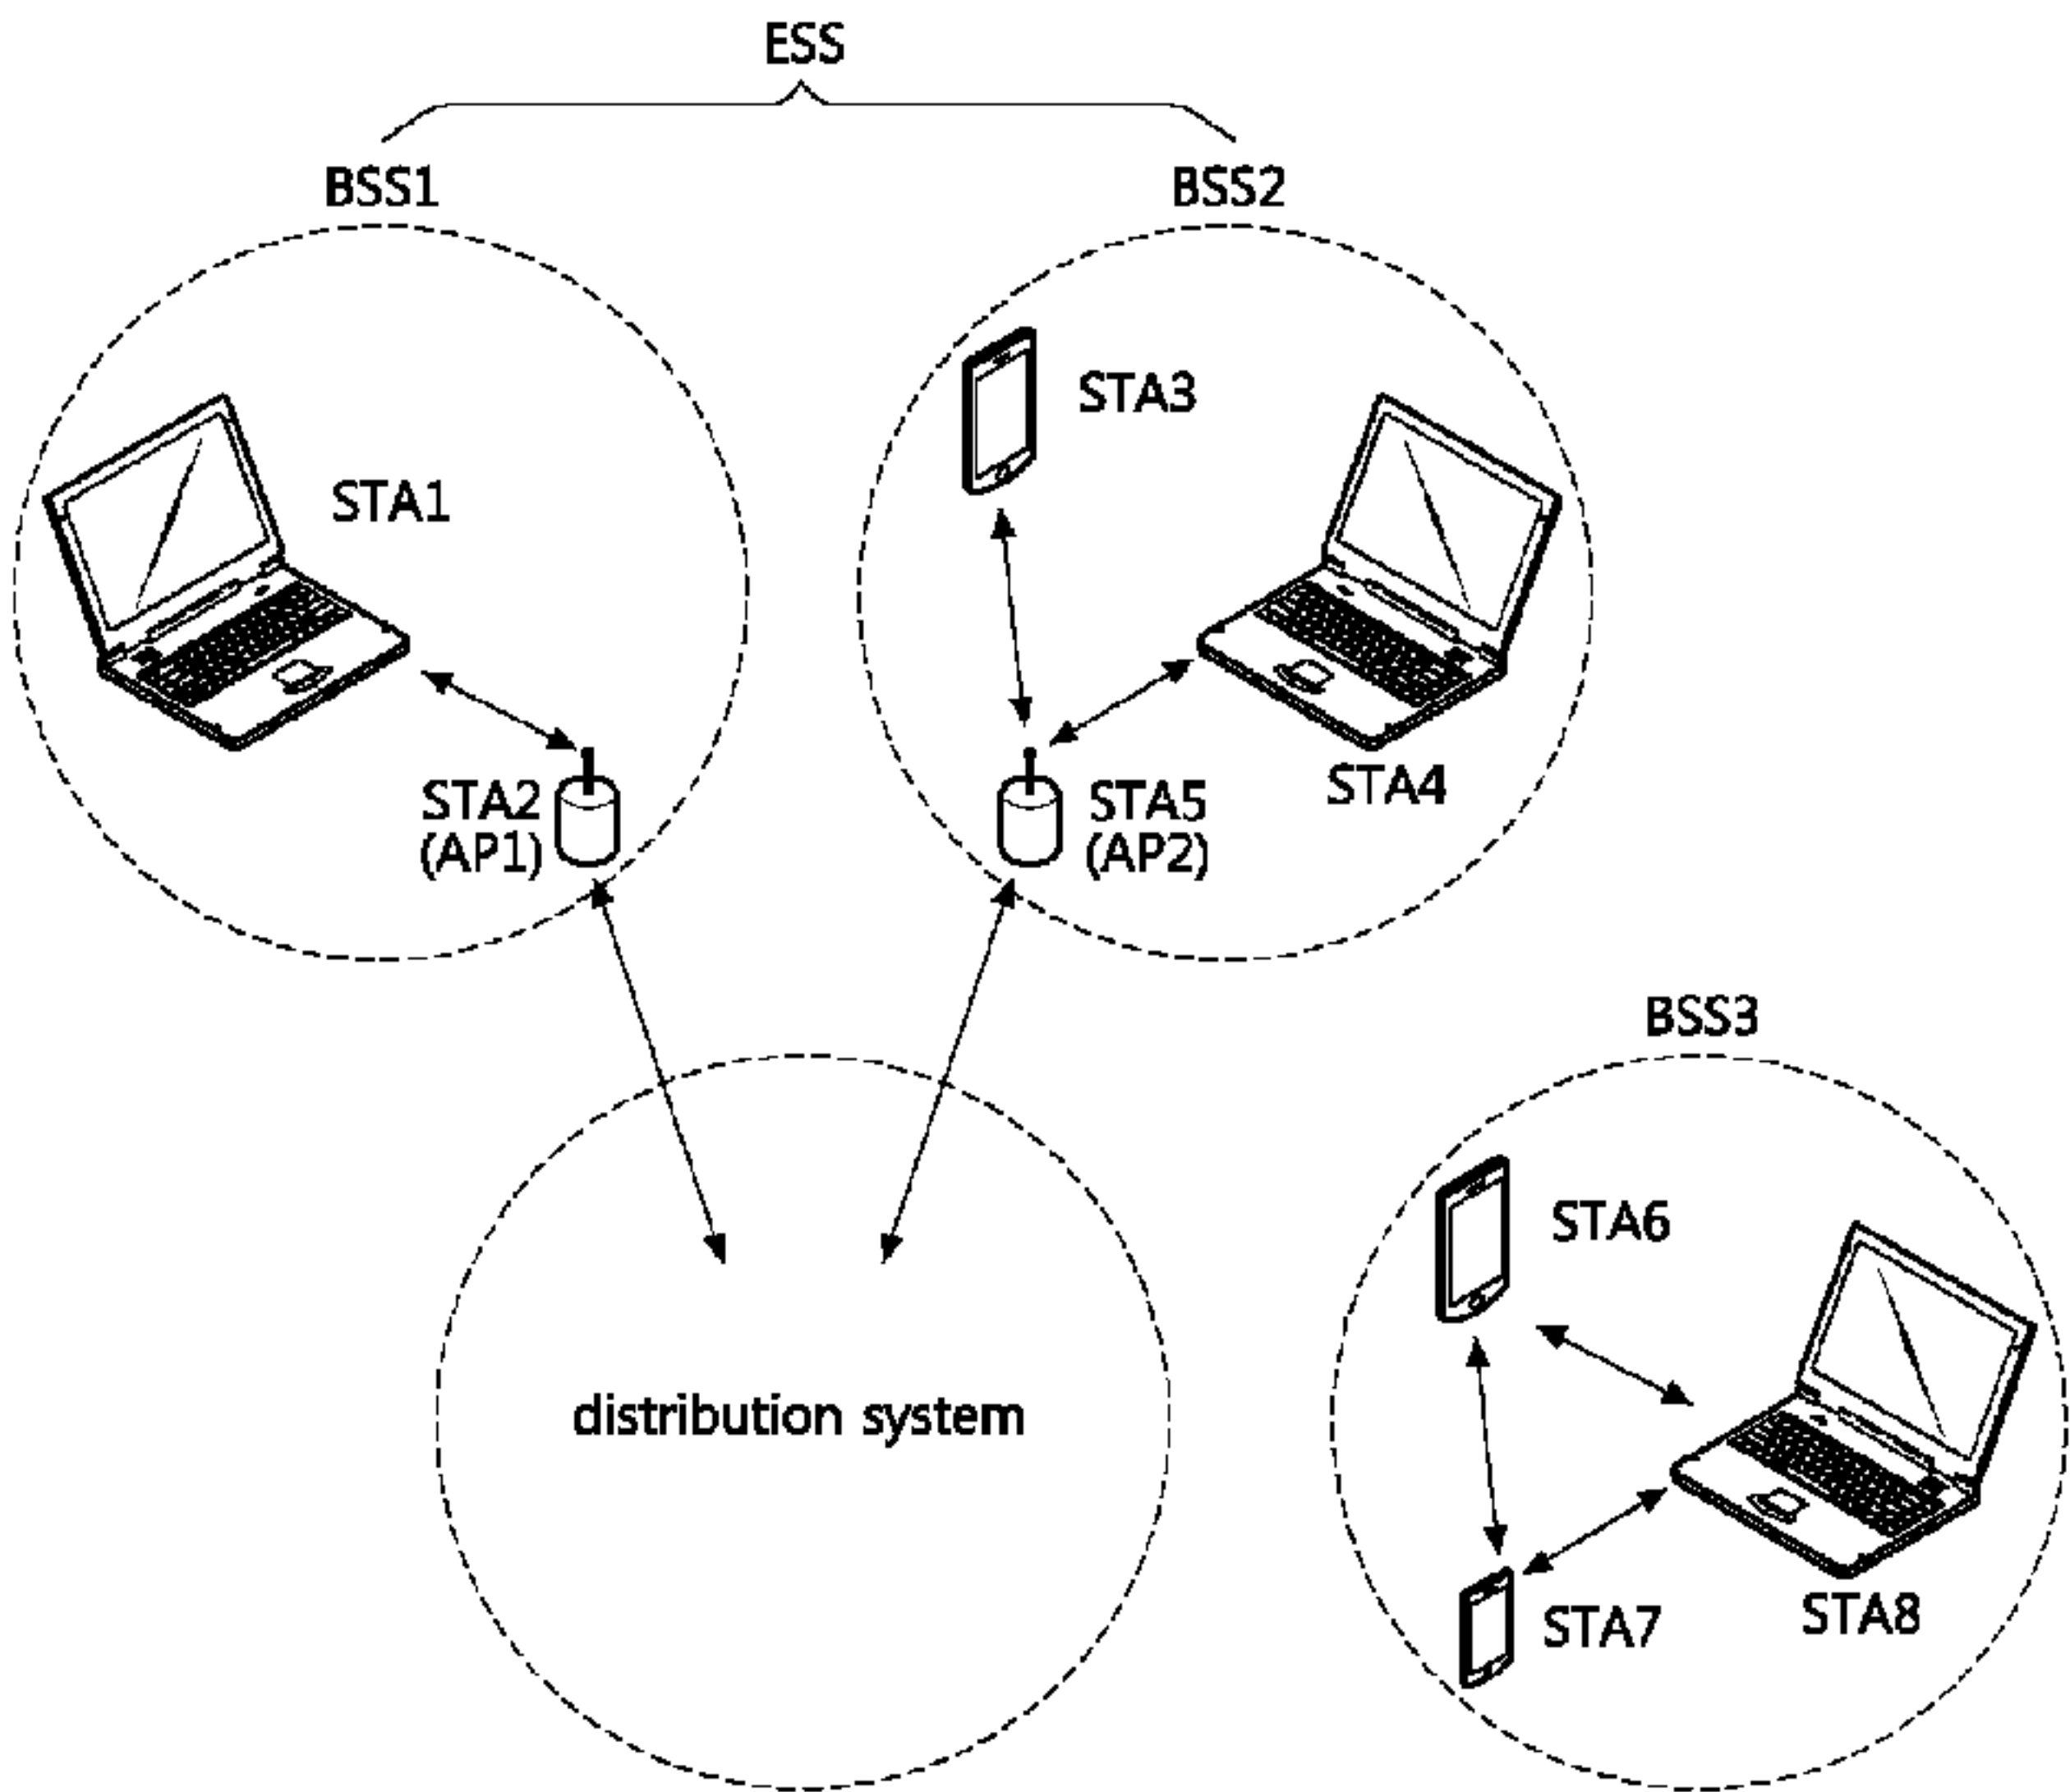 ESS
BSS1
BSS2
STA3
STA1
STA4
STA2
(AP1)
STA5
(AP2)
BSS3
STA6
distribution system
STA7
STA8